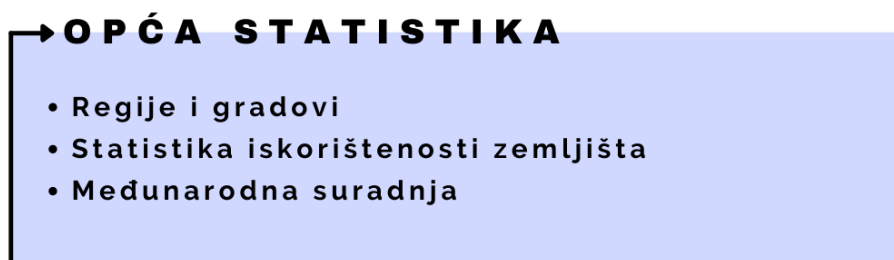 OPĆA STATISTIKA
• Regije i gradovi
• Statistika iskorištenosti zemljišta
• Međunarodna suradnja